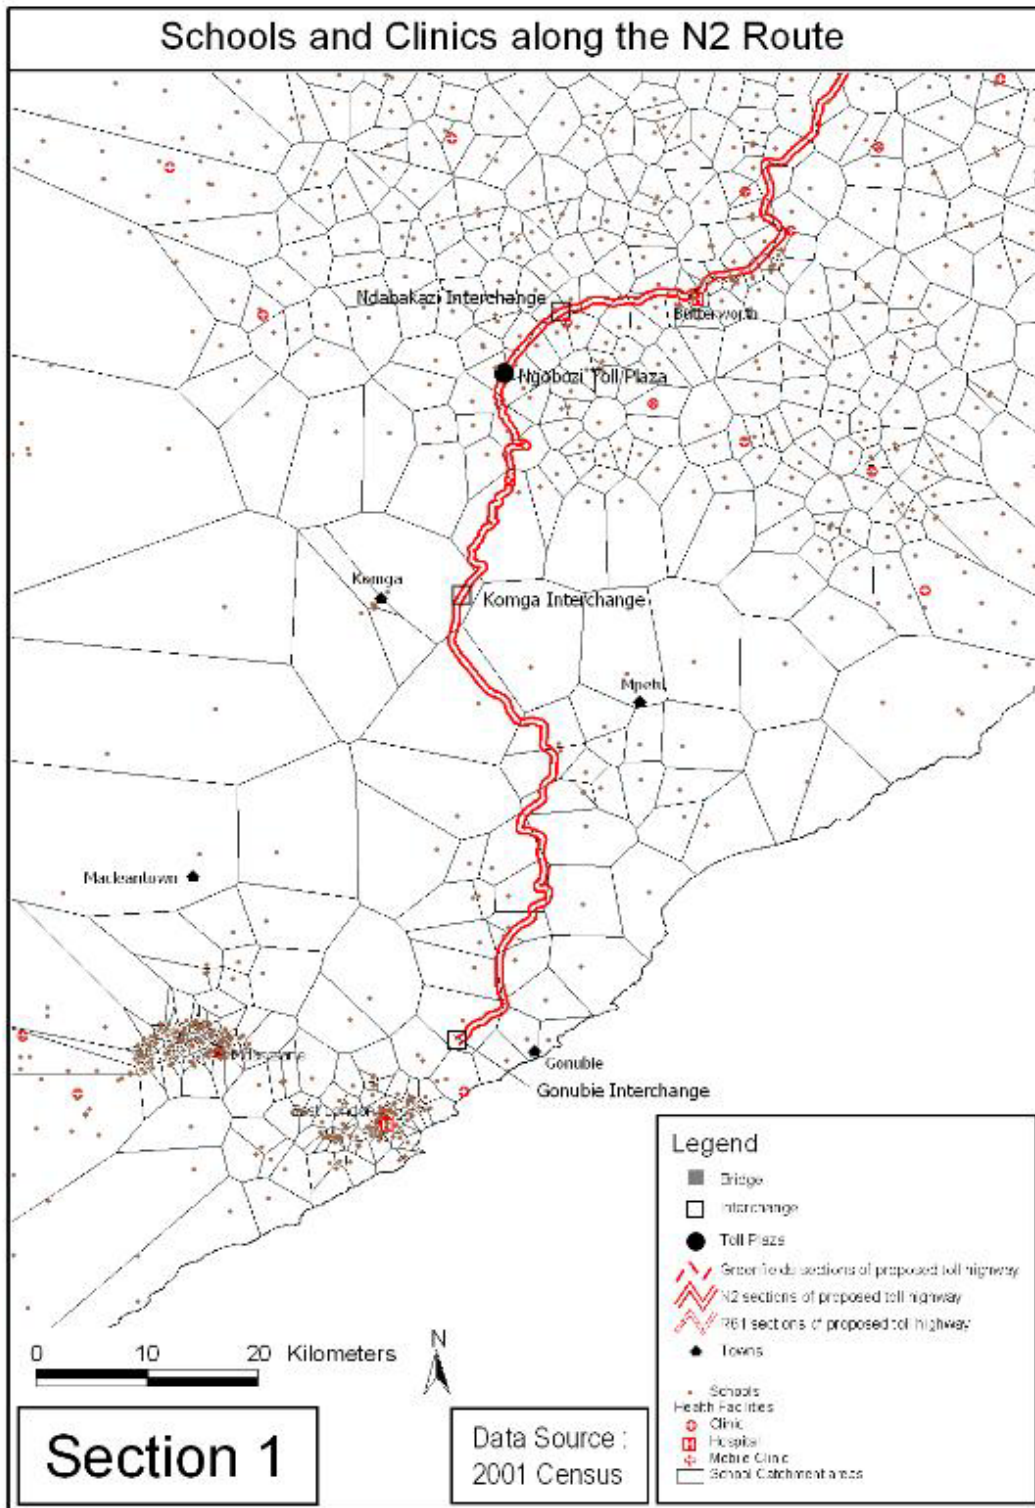 Schools and Clinics along the N2 Route
Ndabakazi Interchange
Butterworth
Ngobozi Toll Plaza
Komga
Komga Interchange
Macleantown
Gonubie
Gonubie Interchange
East London
Legend
Bridge
Interchange
Toll Plaza
Greenfields sections of proposed toll highway
N2 sections of proposed toll highway
R61 sections of proposed toll highway
Towns
Schools
Health Facilities
Clinic
Hospital
Mobile Clinic
School Catchment areas
0 10 20 Kilometers
N
Section 1
Data Source :
2001 Census